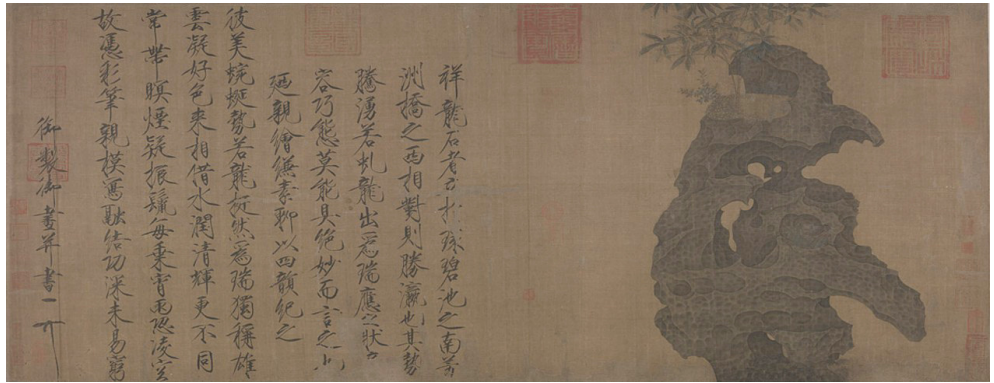 祥龍石者立於環碧池之南芳
洲橋之西相對則勝瀛也其勢
騰湧若虬龍出為瑞應之狀奇
容巧態莫能具絕妙而言之也廼
親繪縑素聊以四韻紀之
彼美蜿蜒勢若龍挺然為瑞獨稱雄
雲凝好色來相借水潤清輝更不同
常帶暝煙疑振鬣每乘宵雨恐凌空
故憑彩筆親模寫融結功深未易窮
御製御畫并書